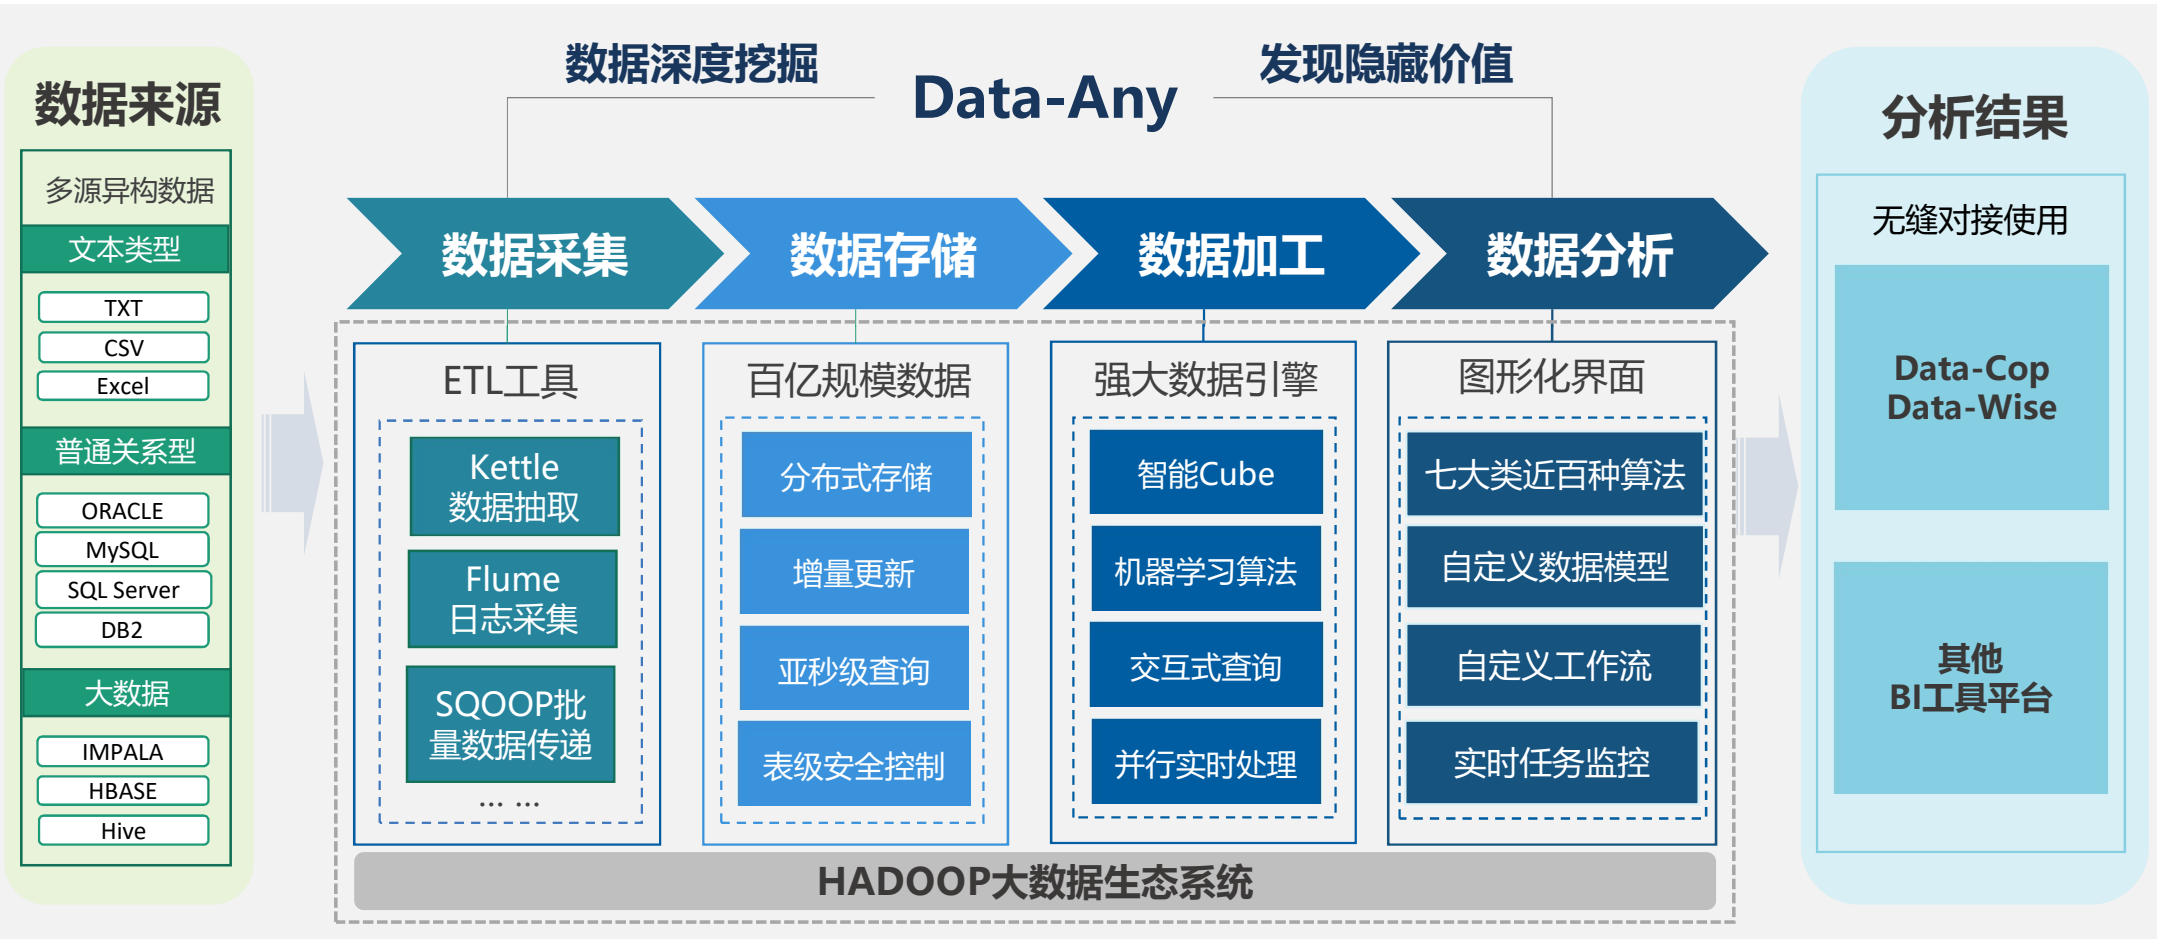 数据来源
多源异构数据
文本类型
TXT
CSV
Excel
普通关系型
ORACLE
MySQL
SQL Server
DB2
大数据
IMPALA
HBASE
Hive
数据深度挖掘
Data-Any
发现隐藏价值
数据采集
数据存储
数据加工
数据分析
ETL工具
Kettle
数据抽取
Flume
日志采集
SQOOP批
量数据传递
... ...
百亿规模数据
分布式存储
增量更新
亚秒级查询
表级安全控制
强大数据引擎
智能Cube
机器学习算法
交互式查询
并行实时处理
图形化界面
七大类近百种算法
自定义数据模型
自定义工作流
实时任务监控
HADOOP大数据生态系统
分析结果
无缝对接使用
Data-Cop
Data-Wise
其他
BI工具平台